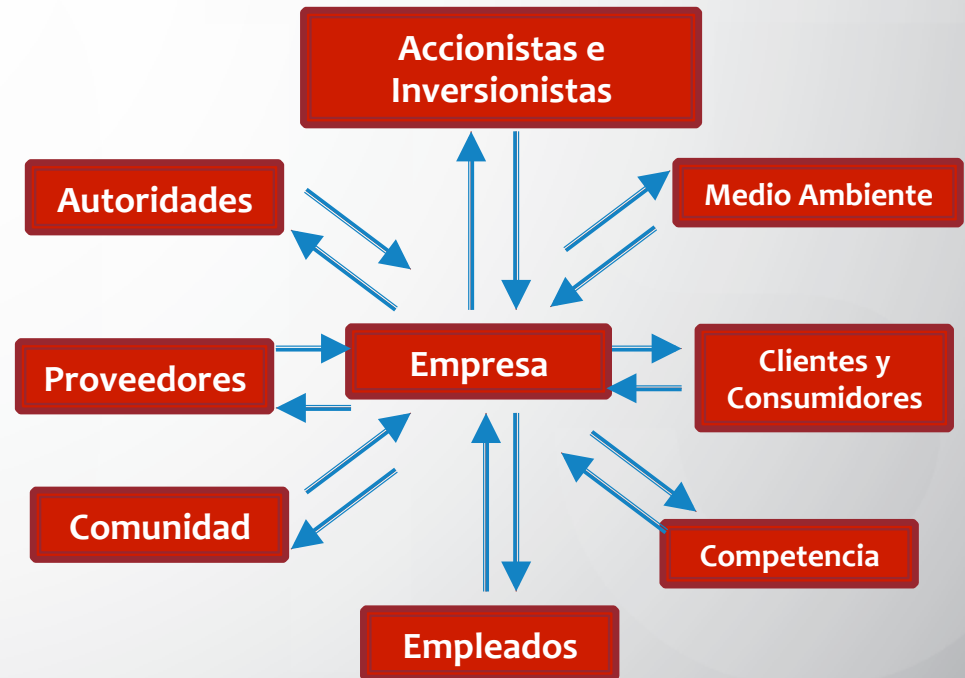 Accionistas e
Inversionistas
Autoridades
Medio Ambiente
Proveedores
Empresa
Clientes y
Consumidores
Comunidad
Competencia
Empleados